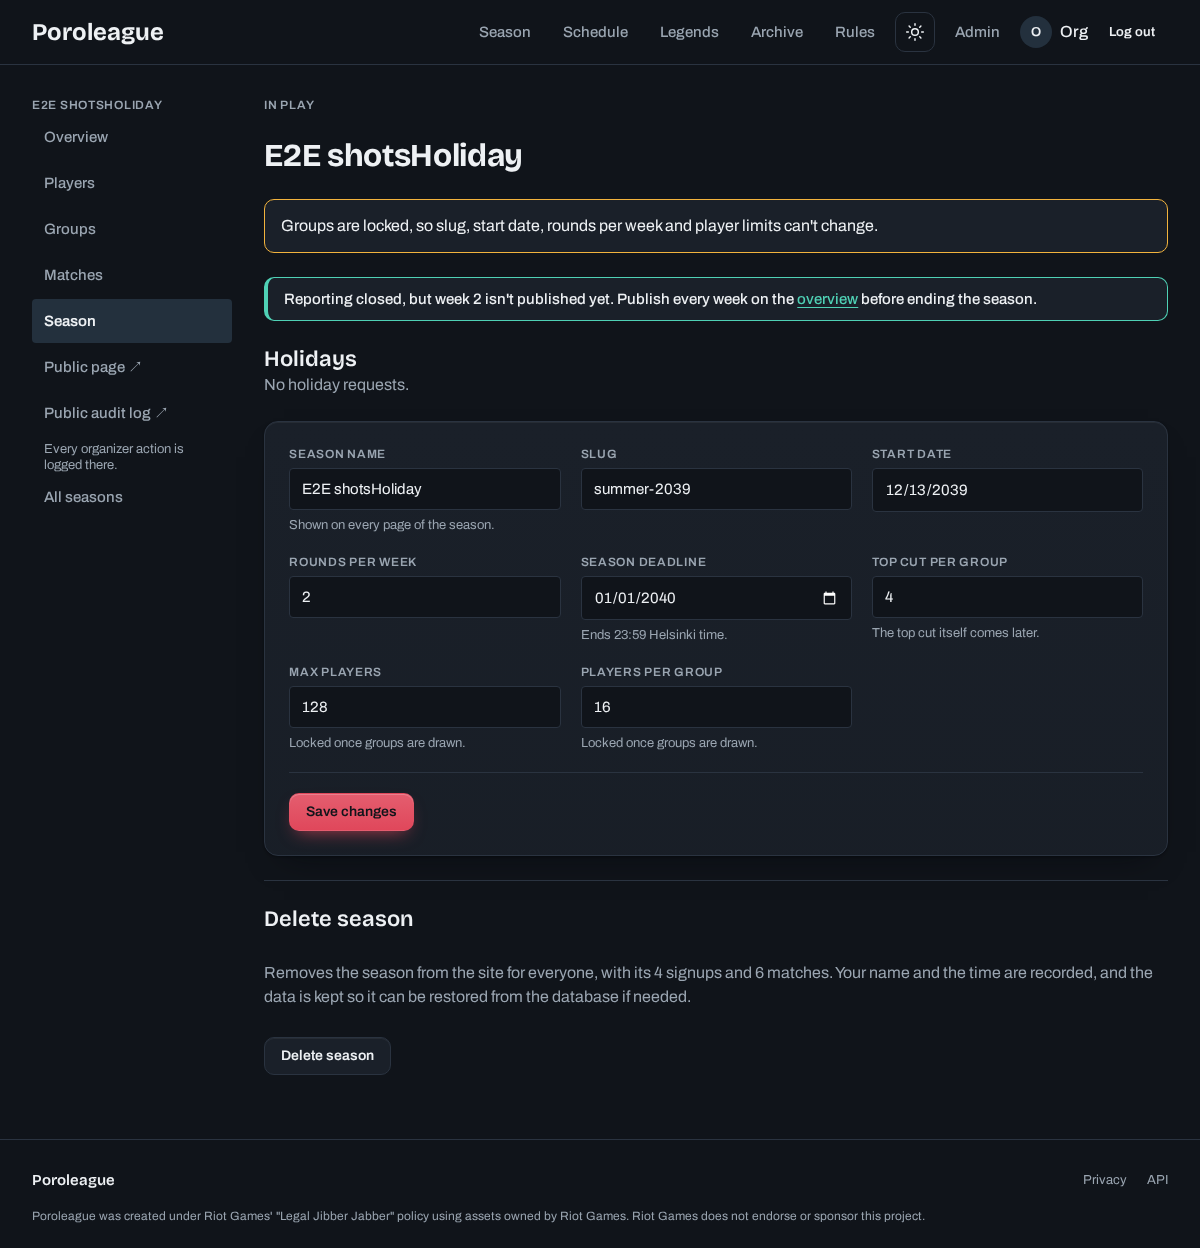 Poroleague
Season
Schedule
Legends
Archive
Rules
Admin
O
Org
Log out
E2E SHOTSHOLIDAY
Overview
Players
Groups
Matches
Season
Public page ↗
Public audit log ↗
Every organizer action is
logged there.
All seasons
IN PLAY
E2E shotsHoliday
Groups are locked, so slug, start date, rounds per week and player limits can't change.
Reporting closed, but week 2 isn't published yet. Publish every week on the overview before ending the season.
Holidays
No holiday requests.
SEASON NAME
E2E shotsHoliday
Shown on every page of the season.
SLUG
summer-2039
START DATE
12/13/2039
ROUNDS PER WEEK
2
SEASON DEADLINE
01/01/2040
Ends 23:59 Helsinki time.
TOP CUT PER GROUP
4
The top cut itself comes later.
MAX PLAYERS
128
Locked once groups are drawn.
PLAYERS PER GROUP
16
Locked once groups are drawn.
Save changes
Delete season
Removes the season from the site for everyone, with its 4 signups and 6 matches. Your name and the time are recorded, and the
data is kept so it can be restored from the database if needed.
Delete season
Poroleague
Privacy
API
Poroleague was created under Riot Games' "Legal Jibber Jabber" policy using assets owned by Riot Games. Riot Games does not endorse or sponsor this project.